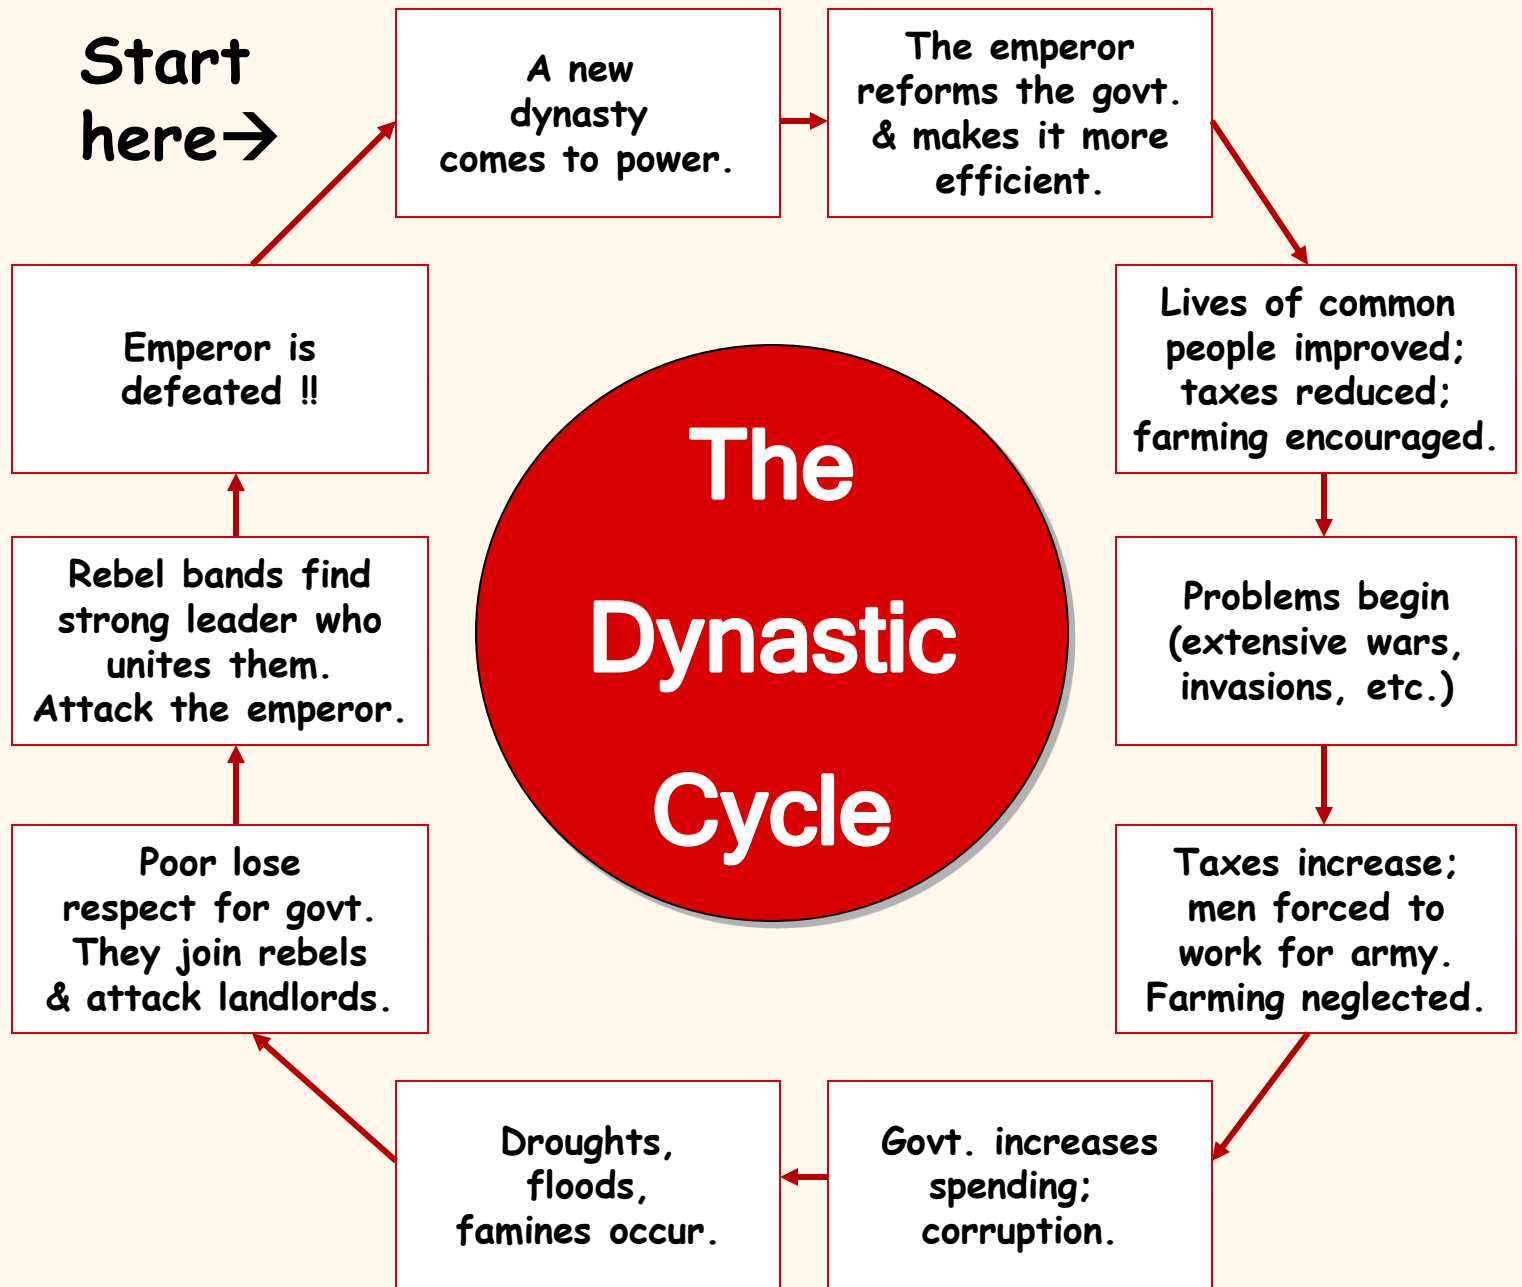 Start
here→
A new
dynasty
comes to power.
The emperor
reforms the govt.
& makes it more
efficient.
Lives of common
people improved;
taxes reduced;
farming encouraged.
Problems begin
(extensive wars,
invasions, etc.)
Taxes increase;
men forced to
work for army.
Farming neglected.
Govt. increases
spending;
corruption.
Droughts,
floods,
famines occur.
Poor lose
respect for govt.
They join rebels
& attack landlords.
Rebel bands find
strong leader who
unites them.
Attack the emperor.
Emperor is
defeated !!
The
Dynastic
Cycle